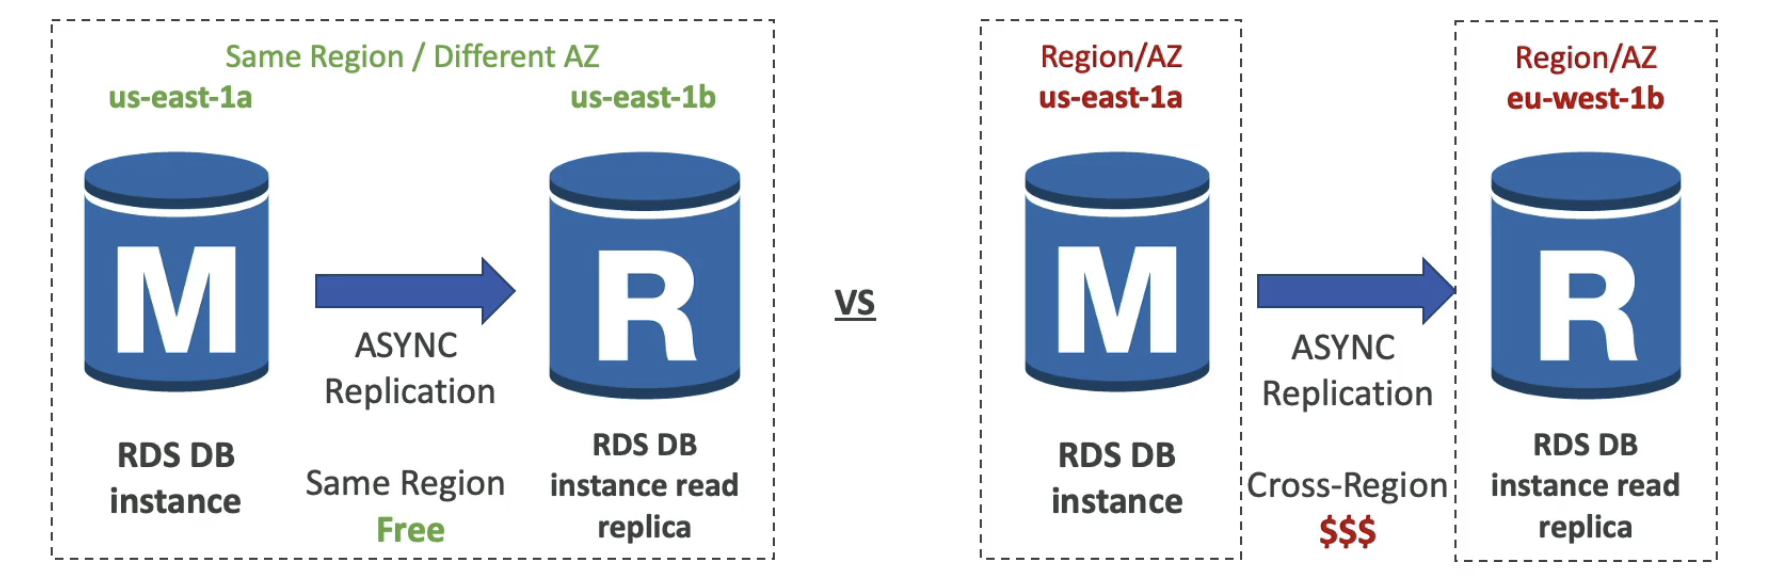 Same Region / Different AZ
us-east-1a
us-east-1b
M
R
ASYNC
Replication
RDS DB
instance
Same Region
Free
RDS DB
instance read
replica
VS
Region/AZ
us-east-1a
M
ASYNC
Replication
RDS DB
instance
Cross-Region
$$$
Region/AZ
eu-west-1b
R
RDS DB
instance read
replica